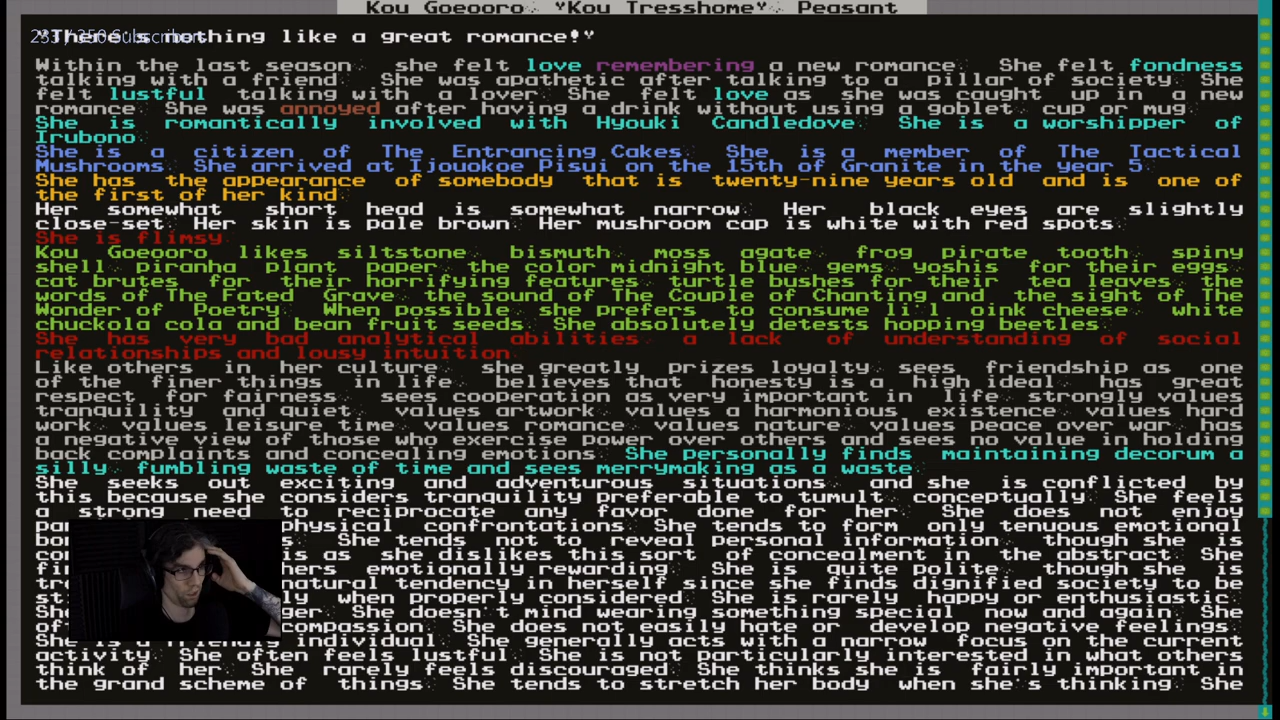 Kou Goeooro "Kou Tresshome" Peasant
"There's nothing like a great romance!"
Within the last season she felt love remembering a new romance. She felt fondness
talking with a friend. She was apathetic after talking to a pillar of society. She
felt lustful talking with a lover. She felt love as she was caught up in a new
romance. She was annoyed after having a drink without using a goblet cup or mug.
She is romantically involved with Hyouki Candledove. She is a worshipper of
Irubono.
She is a citizen of The Entrancing Cakes. She is a member of The Tactical
Mushrooms. She arrived at Ijouokoe Pisui on the 15th of Granite in the year 5.
She has the appearance of somebody that is twenty-nine years old and is one of
the first of her kind.
Her somewhat short head is somewhat narrow. Her black eyes are slightly
close-set. Her skin is pale brown. Her mushroom cap is white with red spots.
She is flimsy.
Kou Goeooro likes siltstone bismuth moss agate frog pirate tooth spiny
shell piranha plant paper the color midnight blue gems yoshis for their eggs
cat brutes for their horrifying features turtle bushes for their tea leaves the
words of The Fated Grave the sound of The Couple of Chanting and the sight of The
Wonder of Poetry. When possible she prefers to consume li'l oink cheese white
chuckola cola and bean fruit seeds. She absolutely detests hopping beetles.
She has very bad analytical abilities a lack of understanding of social
relationships and lousy intuition.
Like others in her culture she greatly prizes loyalty sees friendship as one
of the finer things in life believes that honesty is a high ideal has great
respect for fairness sees cooperation as very important in life strongly values
tranquility and quiet values artwork values a harmonious existence values hard
work values leisure time values romance values nature values peace over war has
a negative view of those who exercise power over others and sees no value in holding
back complaints and concealing emotions. She personally finds maintaining decorum a
silly fumbling waste of time and sees merrymaking as a waste.
She seeks out exciting and adventurous situations and she is conflicted by
this because she considers tranquility preferable to tumult conceptually. She feels
a strong need to reciprocate any favor done for her. She does not enjoy
physical confrontations. She tends to form only tenuous emotional
She tends not to reveal personal information though she is
is as she dislikes this sort of concealment in the abstract. She
emotionally rewarding. She is quite polite though she is
natural tendency in herself since she finds dignified society to be
when properly considered. She is rarely happy or enthusiastic.
She doesn't mind wearing something special now and again. She
compassion. She does not easily hate or develop negative feelings.
individual. She generally acts with a narrow focus on the current
activity. She often feels lustful. She is not particularly interested in what others
think of her. She rarely feels discouraged. She thinks she is fairly important in
the grand scheme of things. She tends to stretch her body when she's thinking. She